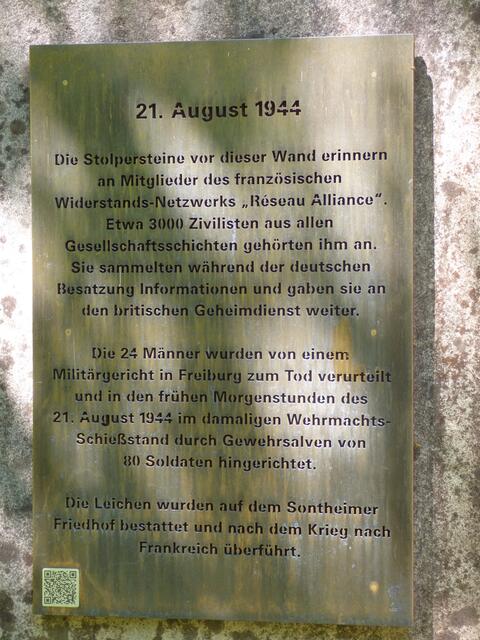 21. August 1944
Die Stolpersteine vor dieser Wand erinnern
an Mitglieder des französischen
Widerstands-Netzwerks „Réseau Alliance“.
Etwa 3000 Zivilisten aus allen
Gesellschaftsschichten gehörten ihm an.
Sie sammelten während der deutschen
Besatzung Informationen und gaben sie an
den britischen Geheimdienst weiter.
Die 24 Männer wurden von einem
Militärgericht in Freiburg zum Tod verurteilt
und in den frühen Morgenstunden des
21. August 1944 im damaligen Wehrmachts-
Schießstand durch Gewehrsalven von
80 Soldaten hingerichtet.
Die Leichen wurden auf dem Sontheimer
Friedhof bestattet und nach dem Krieg nach
Frankreich überführt.